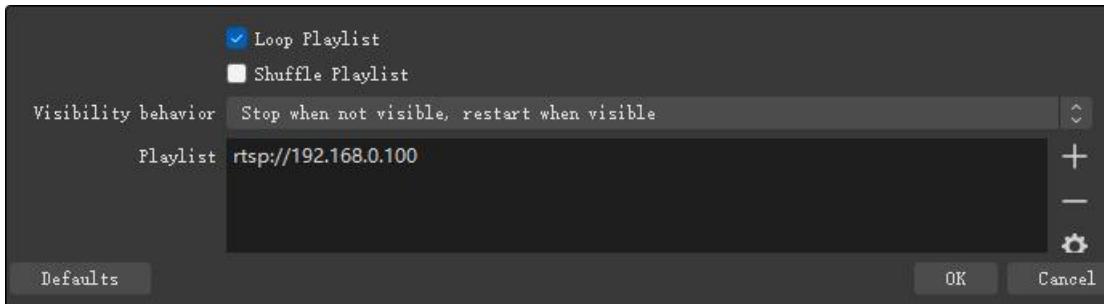 Loop Playlist
Shuffle Playlist
Visibility behavior Stop when not visible, restart when visible
Playlist rtsp://192.168.0.100
Defaults OK Cancel